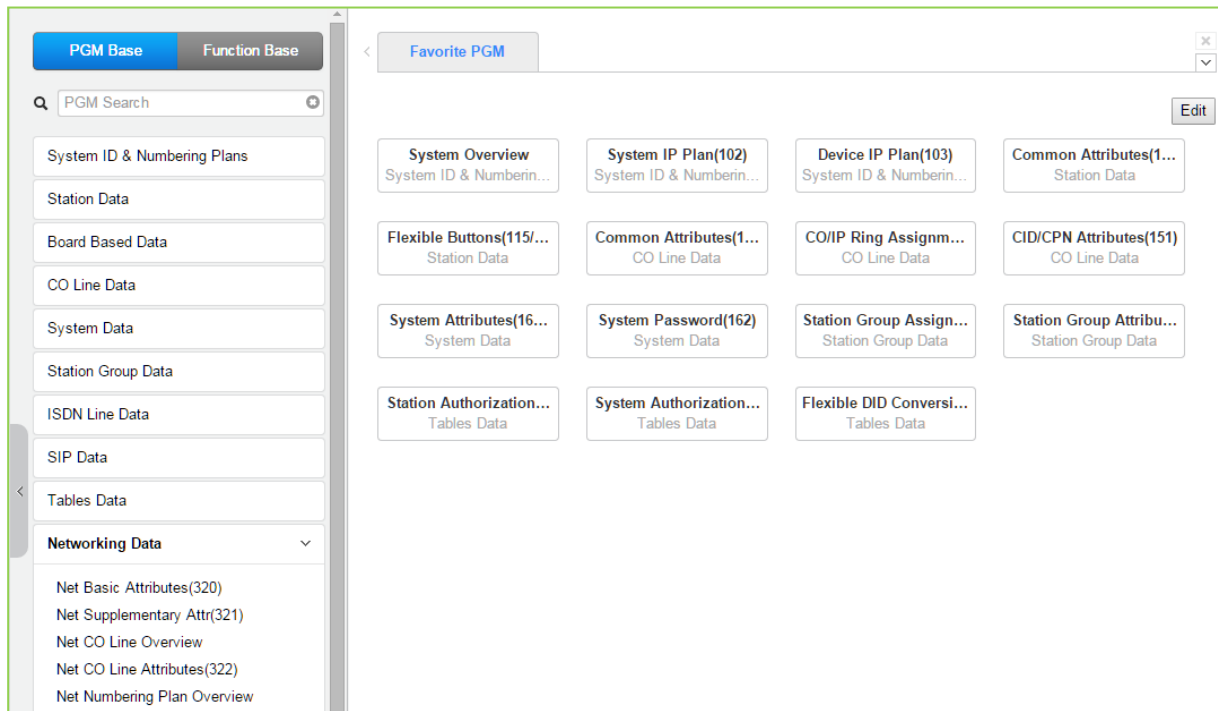 PGM Base
Function Base
PGM Search
System ID & Numbering Plans
Station Data
Board Based Data
CO Line Data
System Data
Station Group Data
ISDN Line Data
SIP Data
Tables Data
Networking Data
Net Basic Attributes(320)
Net Supplementary Attr(321)
Net CO Line Overview
Net CO Line Attributes(322)
Net Numbering Plan Overview
Favorite PGM
Edit
System Overview
System ID & Numberin...
System IP Plan(102)
System ID & Numberin...
Device IP Plan(103)
System ID & Numberin...
Common Attributes(1...
Station Data
Flexible Buttons(115/...
Station Data
Common Attributes(1...
CO Line Data
CO/IP Ring Assignm...
CO Line Data
CID/CPN Attributes(151)
CO Line Data
System Attributes(16...
System Data
System Password(162)
System Data
Station Group Assign...
Station Group Data
Station Group Attribu...
Station Group Data
Station Authorization...
Tables Data
System Authorization...
Tables Data
Flexible DID Conversi...
Tables Data